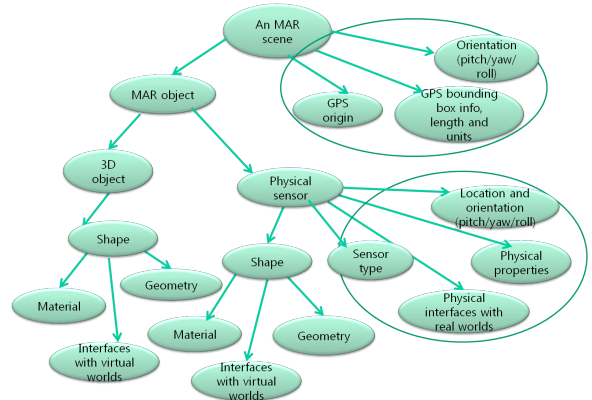 An MAR
scene
Orientation
(pitch/yaw/
roll)
MAR object
GPS
origin
GPS bounding
box info,
length and
units
3D
object
Physical
sensor
Location and
orientation
(pitch/yaw/roll)
Shape
Shape
Sensor
type
Physical
properties
Material
Geometry
Physical
interfaces with
real worlds
Material
Geometry
Interfaces
with virtual
worlds
Interfaces
with virtual
worlds